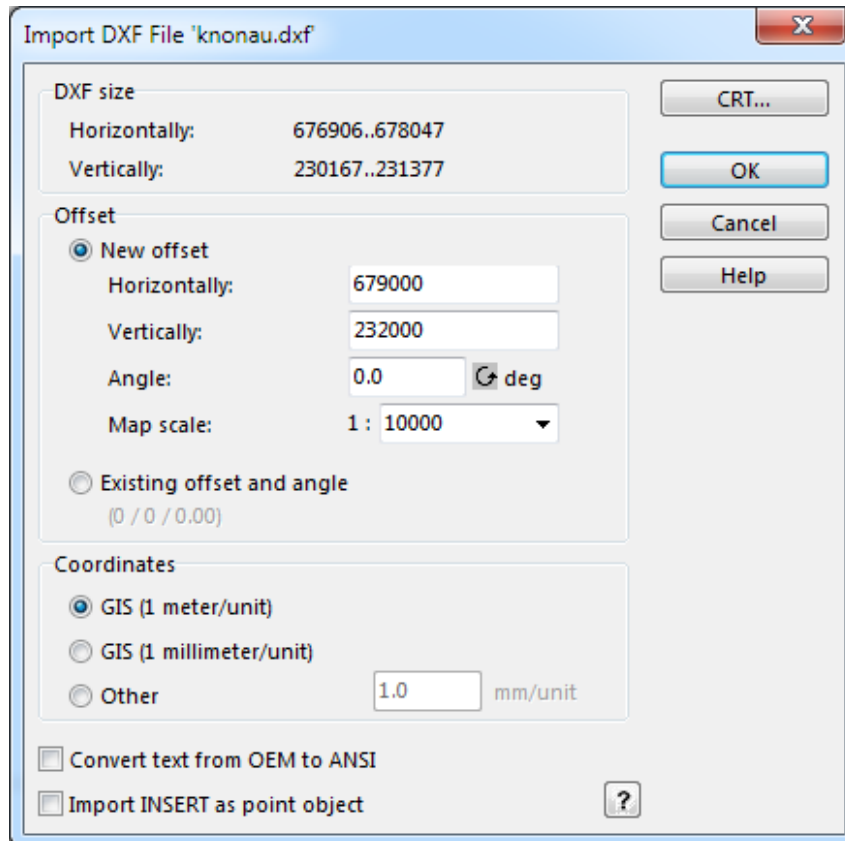 Import DXF File 'knonau.dxf'
DXF size
Horizontally: 676906..678047
Vertically: 230167..231377
CRT...
OK
Cancel
Help
Offset
New offset
Horizontally: 679000
Vertically: 232000
Angle: 0.0 deg
Map scale: 1 : 10000
Existing offset and angle
(0 / 0 / 0.00)
Coordinates
GIS (1 meter/unit)
GIS (1 millimeter/unit)
Other 1.0 mm/unit
Convert text from OEM to ANSI
Import INSERT as point object ?